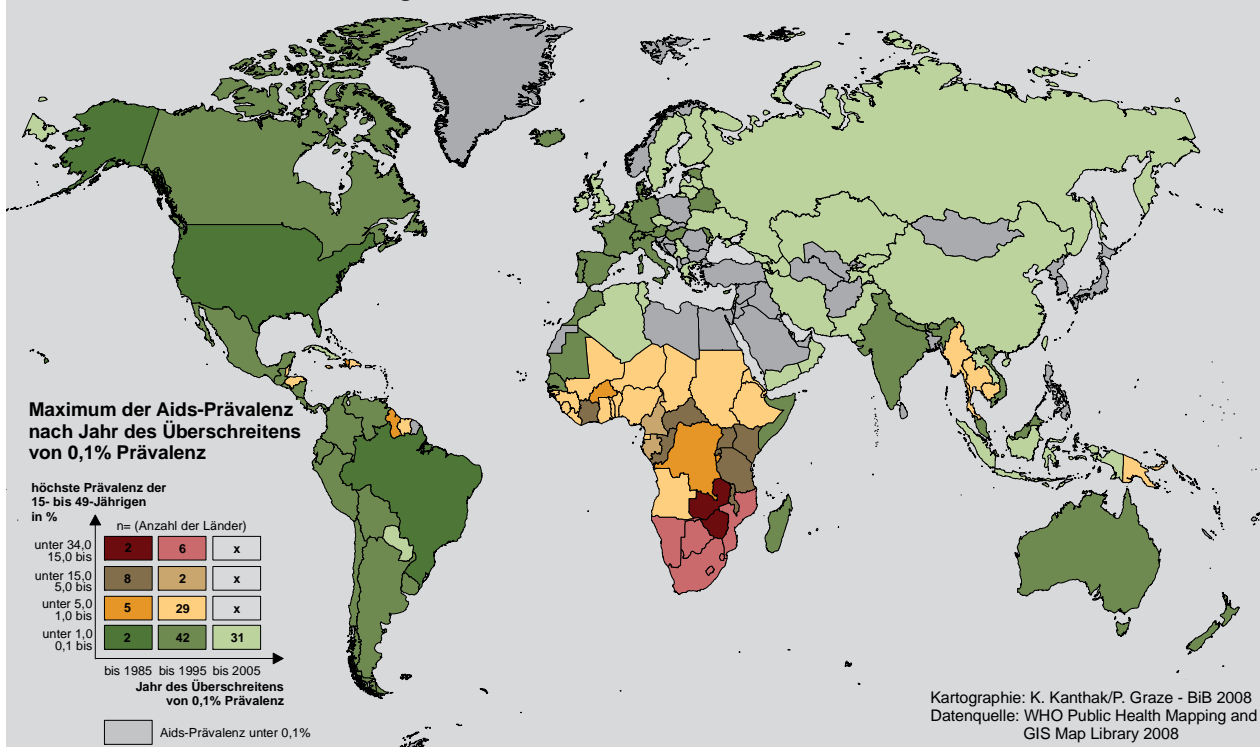 Maximum der Aids-Prävalenz
nach Jahr des Überschreitens
von 0,1% Prävalenz
höchste Prävalenz der
15- bis 49-Jährigen
in %
n= (Anzahl der Länder)
unter 34,0
15,0 bis
2 6 x
unter 15,0
5,0 bis
8 2 x
unter 5,0
1,0 bis
5 29 x
unter 1,0
0,1 bis
2 42 31
bis 1985 bis 1995 bis 2005
Jahr des Überschreitens
von 0,1% Prävalenz
Aids-Prävalenz unter 0,1%
Kartographie: K. Kanthak/P. Graze - BiB 2008
Datenquelle: WHO Public Health Mapping and
GIS Map Library 2008